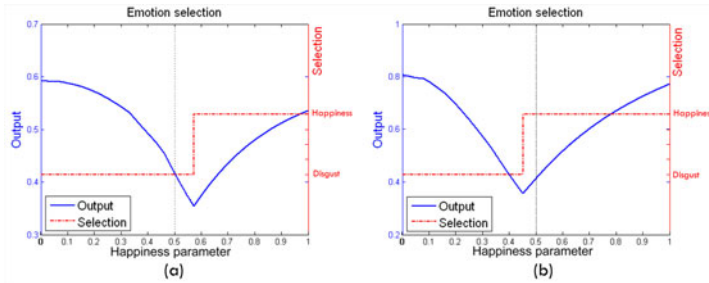 Emotion selection
0.7
0.6
0.5
0.4
0.3
Output
Selection
Happiness
Disgust
Output
Selection
0 0.1 0.2 0.3 0.4 0.5 0.6 0.7 0.8 0.9 1
Happiness parameter
(a)
Emotion selection
1
0.8
0.6
0.4
0.2
Output
Selection
Happiness
Disgust
Output
Selection
0 0.1 0.2 0.3 0.4 0.5 0.6 0.7 0.8 0.9 1
Happiness parameter
(b)